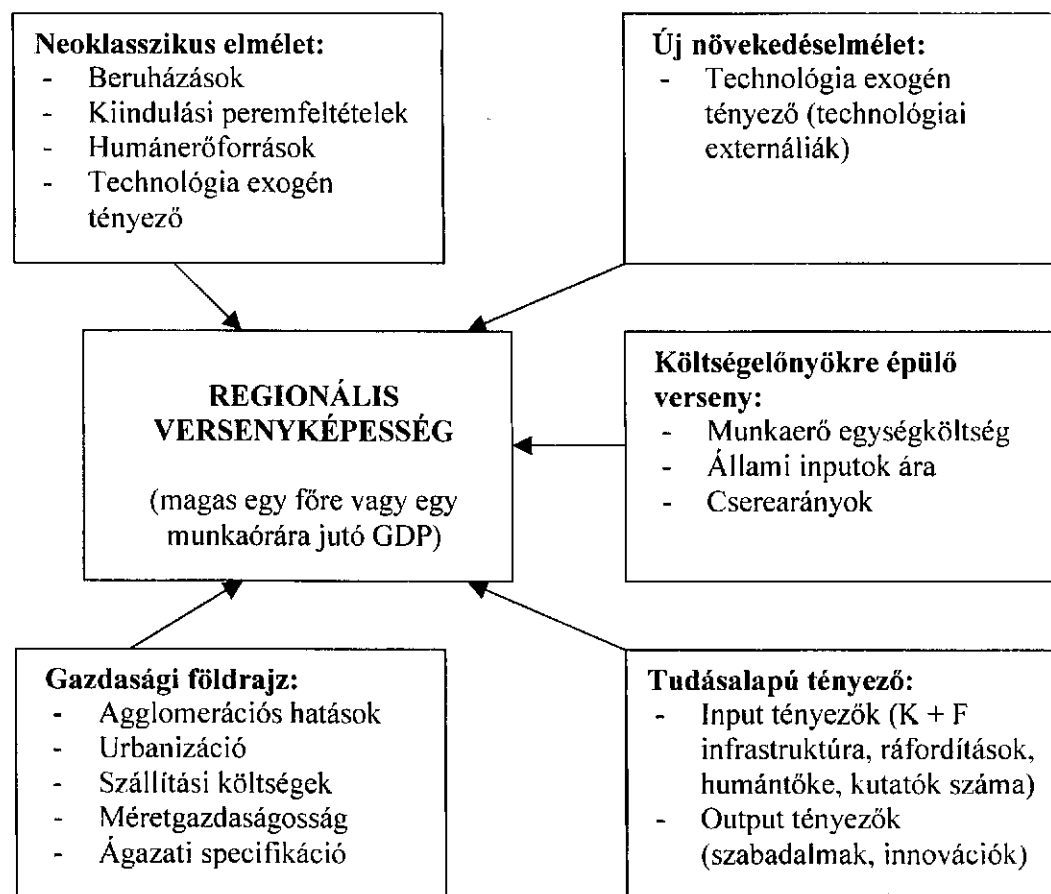 Neoklasszikus elmélet:
- Beruházások
- Kiindulási peremfeltételek
- Humánerőforrások
- Technológia exogén
tényező
Új növekedéselmélet:
- Technológia exogén
tényező (technológiai
externáliák)
REGIONÁLIS
VERSENYKÉPESSÉG
(magas egy főre vagy egy
munkaórára jutó GDP)
Költségelőnyökre épülő
verseny:
- Munkaerő egységköltség
- Állami inputok ára
- Cserearányok
Gazdasági földrajz:
- Agglomerációs hatások
- Urbanizáció
- Szállítási költségek
- Méretgazdaságosság
- Ágazati specifikáció
Tudásalapú tényező:
- Input tényezők (K + F
infrastruktúra, ráfordítások,
humántőke, kutatók száma)
- Output tényezők
(szabadalmak, innovációk)